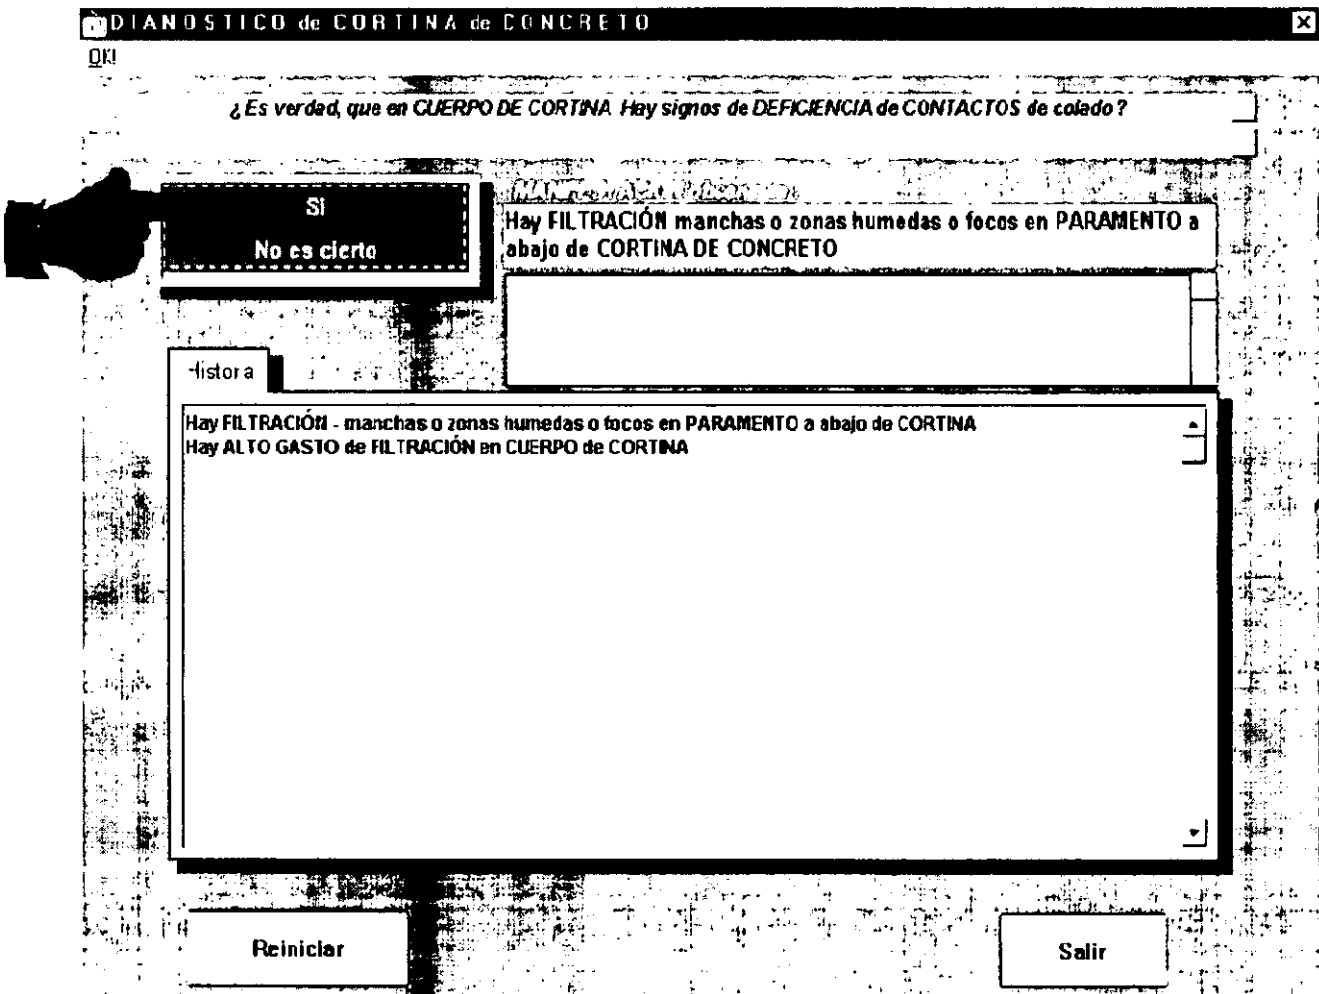 DIANOSTICO de CORTINA de CONCRETO
OK!
¿ Es verdad, que en CUERPO DE CORTINA Hay signos de DEFICIENCIA de CONTACTOS de colado ?
Si
No es cierto
Hay FILTRACIÓN manchas o zonas humedas o focos en PARAMENTO a
abajo de CORTINA DE CONCRETO
Historia
Hay FILTRACIÓN - manchas o zonas humedas o focos en PARAMENTO a abajo de CORTINA
Hay ALTO GASTO de FILTRACIÓN en CUERPO de CORTINA
Reiniciar
Salir